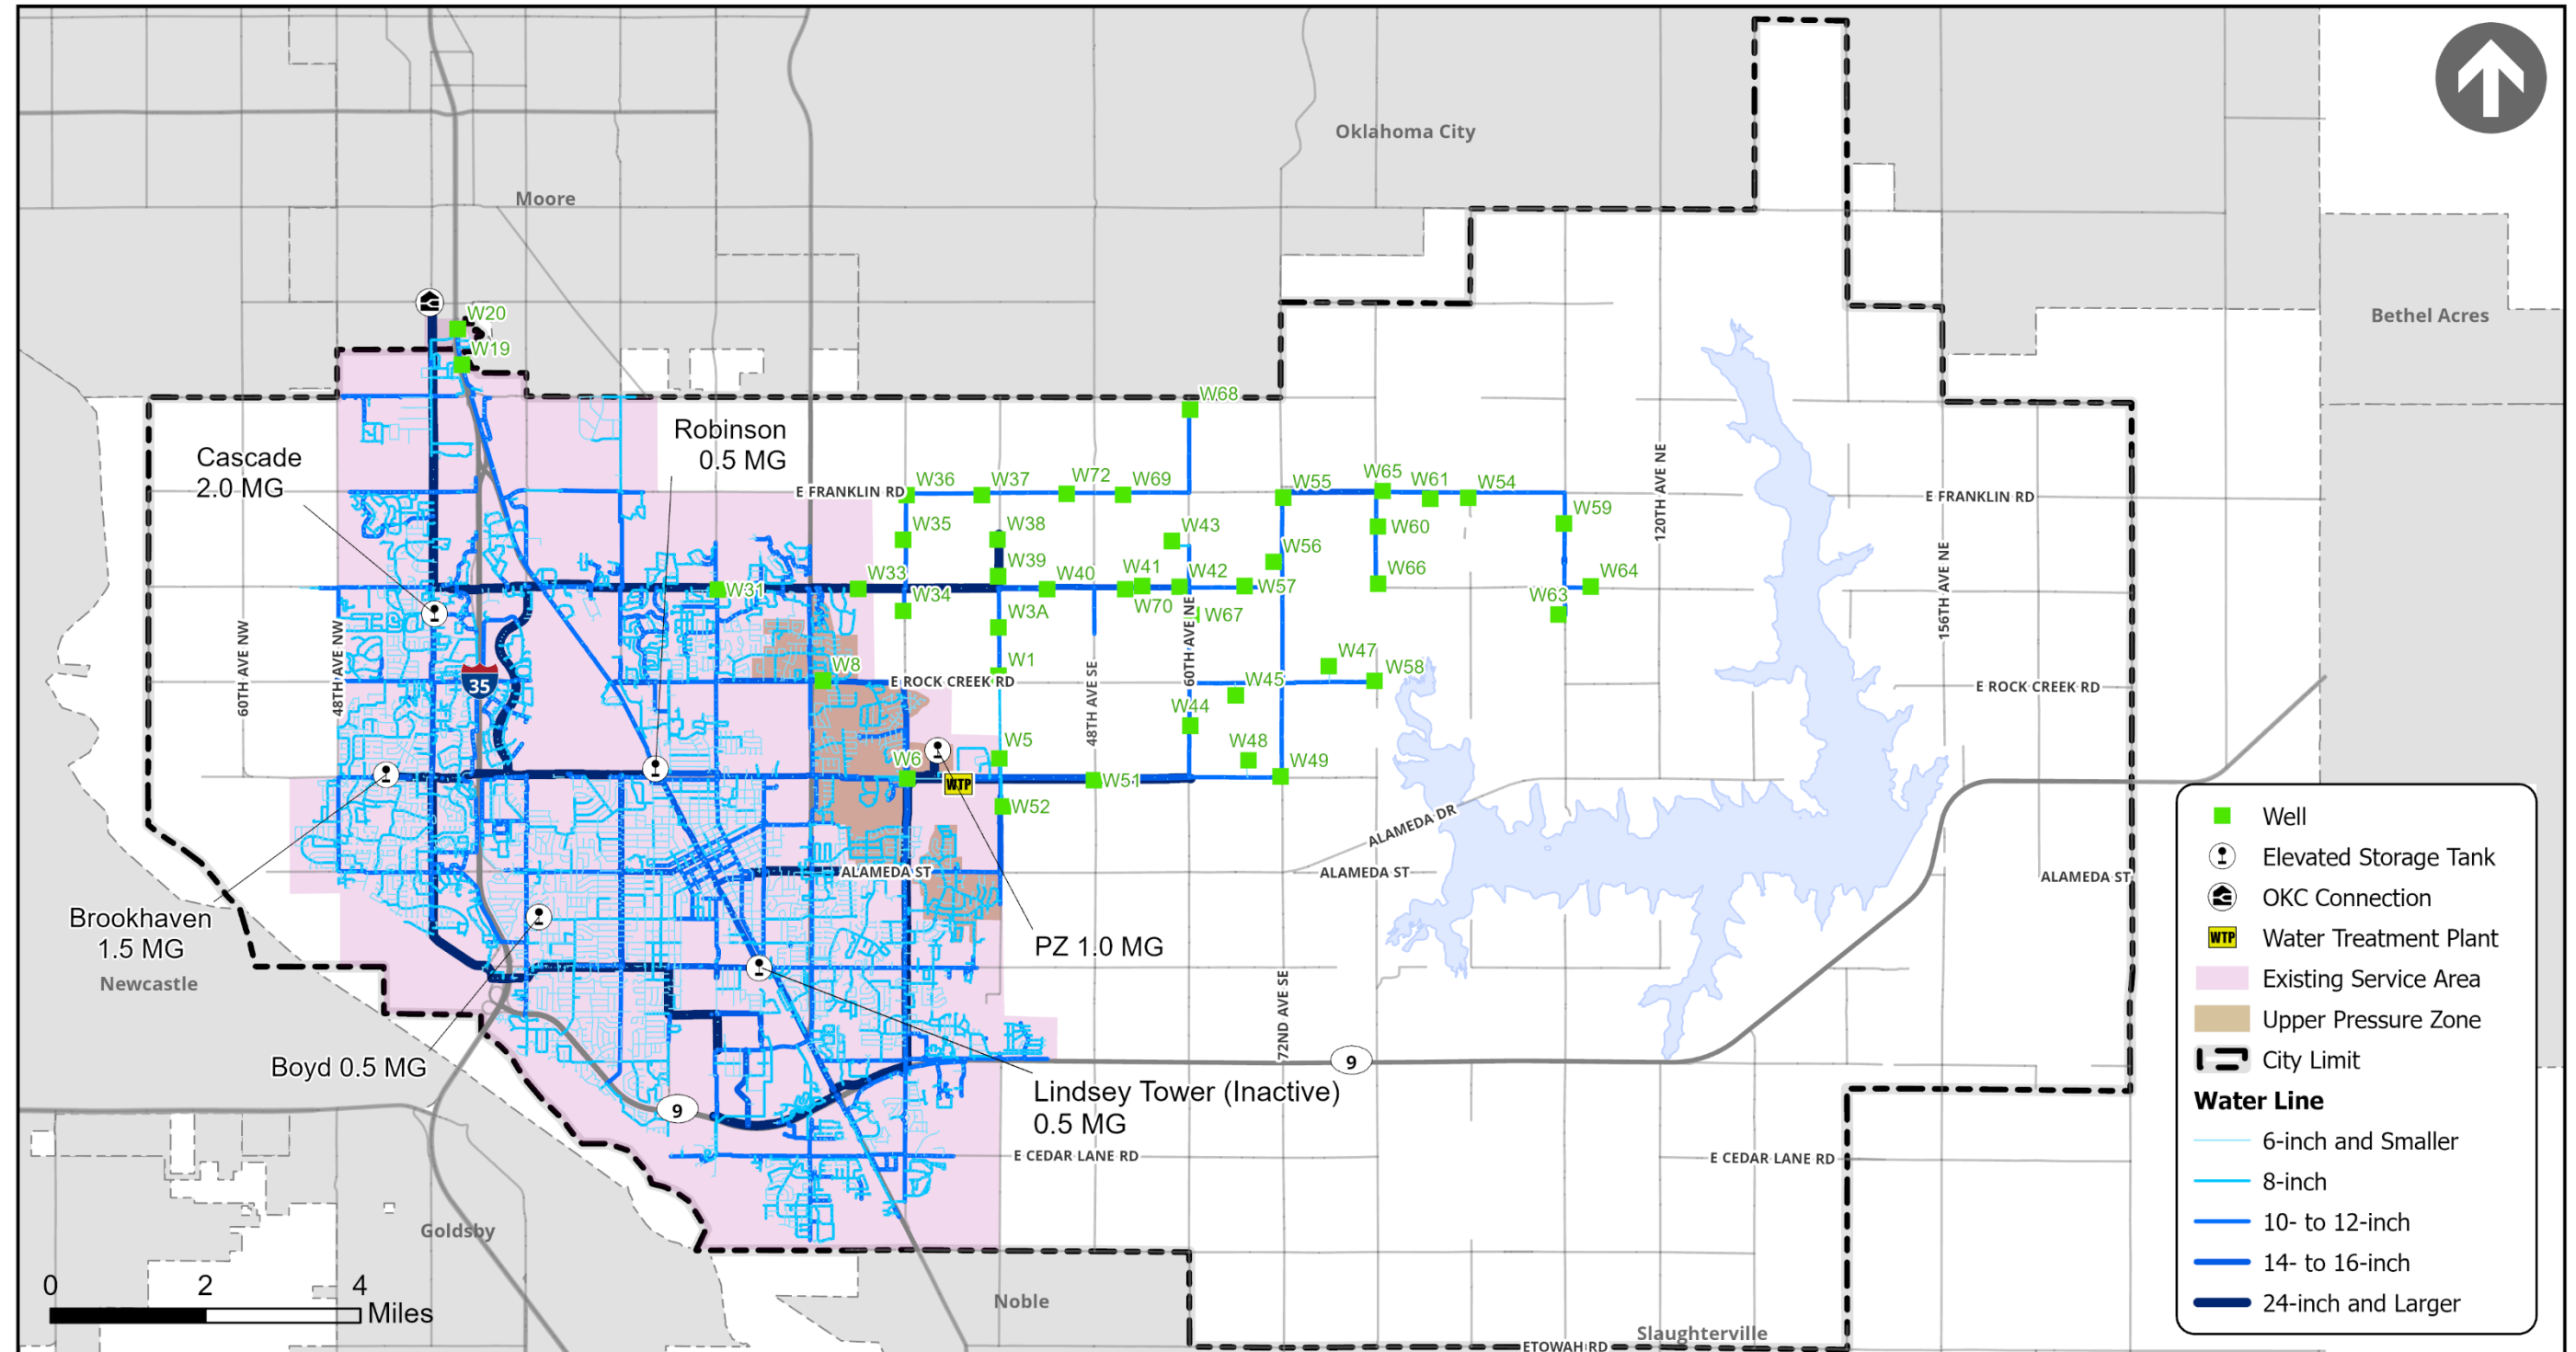 Oklahoma City
Moore
Bethel Acres
W20
W19
W68
Robinson
0.5 MG
Cascade
2.0 MG
E FRANKLIN RD
W36
W37
W72
W69
W55
W65
W61
W54
E FRANKLIN RD
120TH AVE NE
W35
W38
W43
W60
W59
W39
W56
156TH AVE NE
W33
W40
W41
W42
W57
W66
W64
W31
W34
W3A
W70
W67
W63
60TH AVE NE
60TH AVE NW
48TH AVE NW
35
W8
W1
E ROCK CREEK RD
48TH AVE SE
W47
W58
W45
E ROCK CREEK RD
W44
W5
W48
W6
W49
WTP
W51
W52
ALAMEDA DR
ALAMEDA ST
ALAMEDA ST
ALAMEDA ST
Brookhaven
1.5 MG
PZ 1.0 MG
Newcastle
72ND AVE SE
Boyd 0.5 MG
9
9
Lindsey Tower (Inactive)
0.5 MG
E CEDAR LANE RD
E CEDAR LANE RD
Goldsby
Noble
Slaughterville
ETOWAH RD
0 2 4
Miles
Well
Elevated Storage Tank
OKC Connection
WTP Water Treatment Plant
Existing Service Area
Upper Pressure Zone
City Limit
Water Line
6-inch and Smaller
8-inch
10- to 12-inch
14- to 16-inch
24-inch and Larger